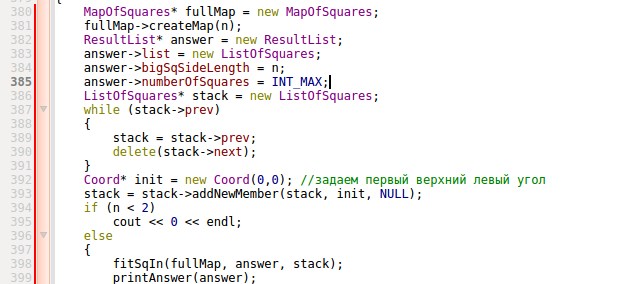 380 MapOfSquares* fullMap = new MapOfSquares;
381 fullMap->createMap(n);
382 ResultList* answer = new ResultList;
383 answer->list = new ListOfSquares;
384 answer->bigSqSideLength = n;
385 answer->numberOfSquares = INT_MAX;
386 ListOfSquares* stack = new ListOfSquares;
387 while (stack->prev)
388 {
389 stack = stack->prev;
390 delete(stack->next);
391 }
392 Coord* init = new Coord(0,0); //задаем первый верхний левый угол
393 stack = stack->addNewMember(stack, init, NULL);
394 if (n < 2)
395 cout << 0 << endl;
396 else
397 {
398 fitSqIn(fullMap, answer, stack);
399 printAnswer(answer);